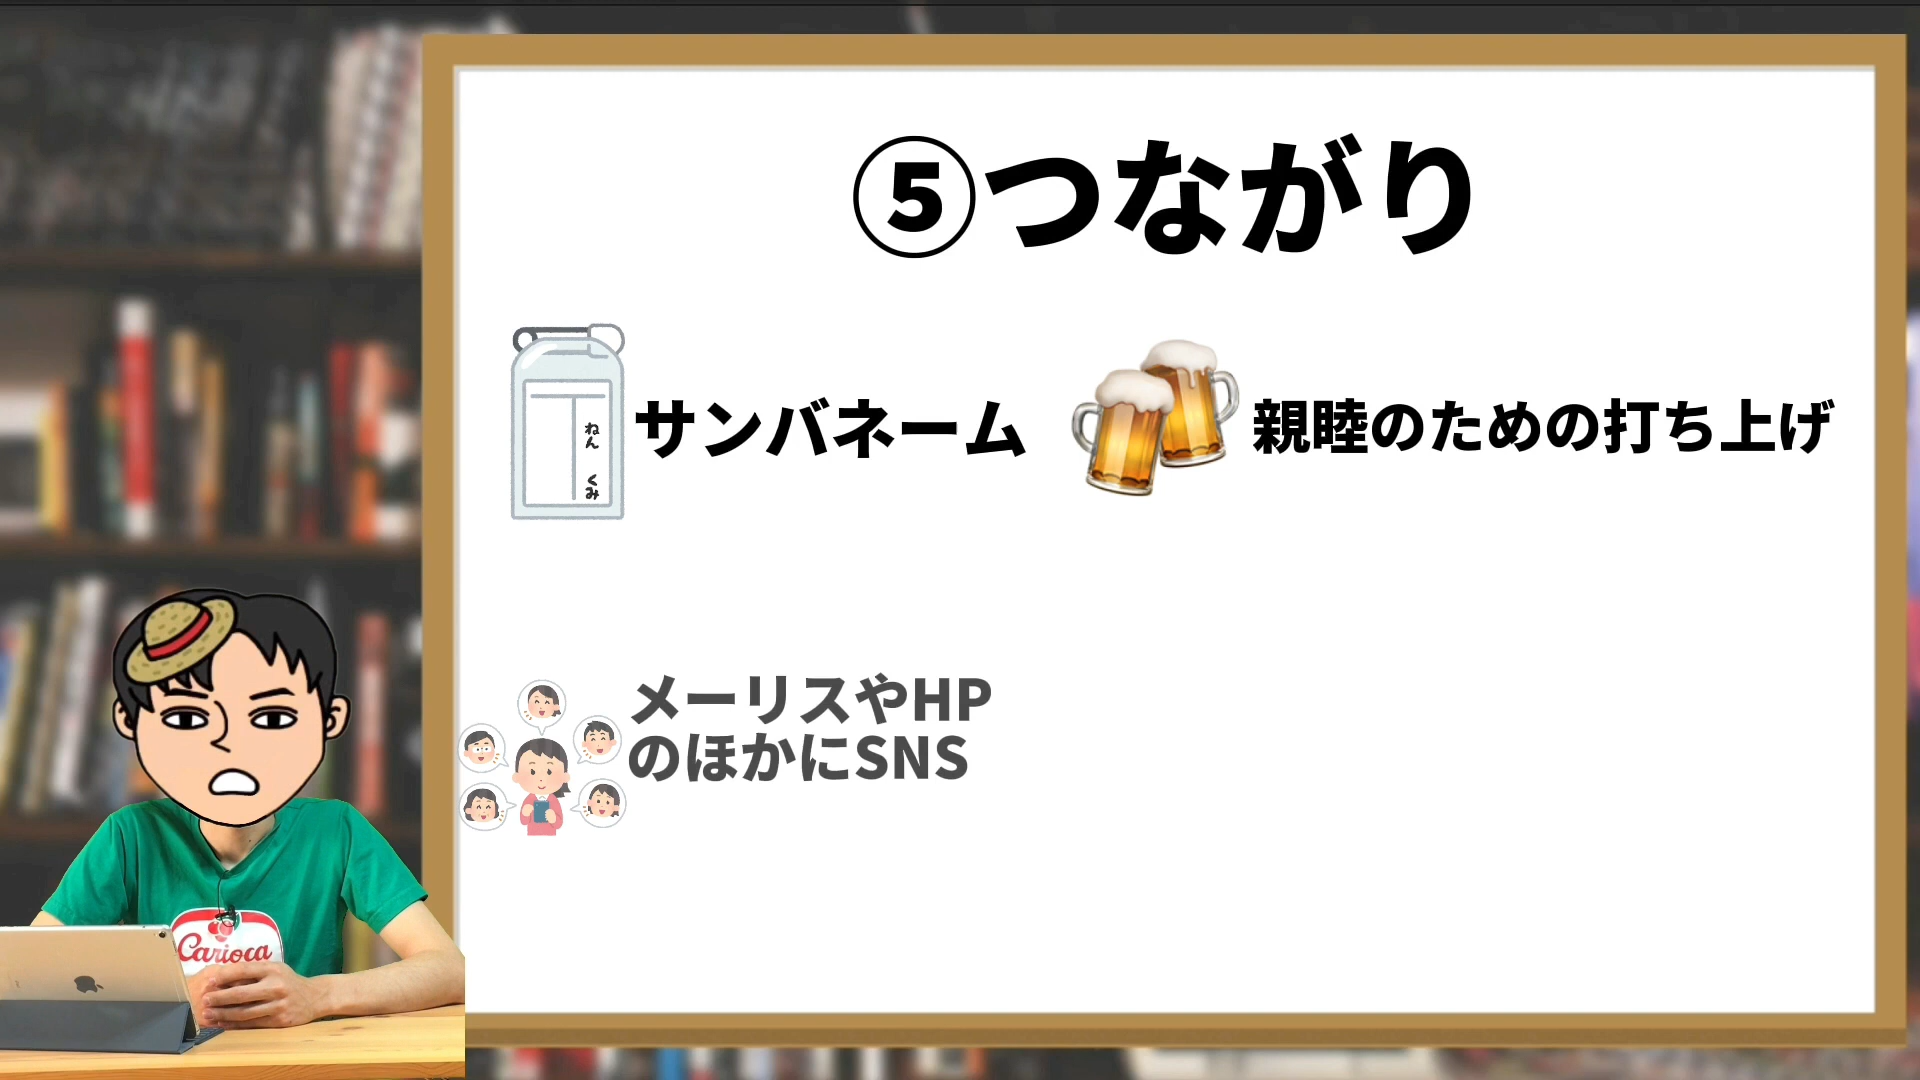 ⑤つながり
ねん
くみ
サンバネーム
親睦のための打ち上げ
メーリスやHP
のほかにSNS
Carioca